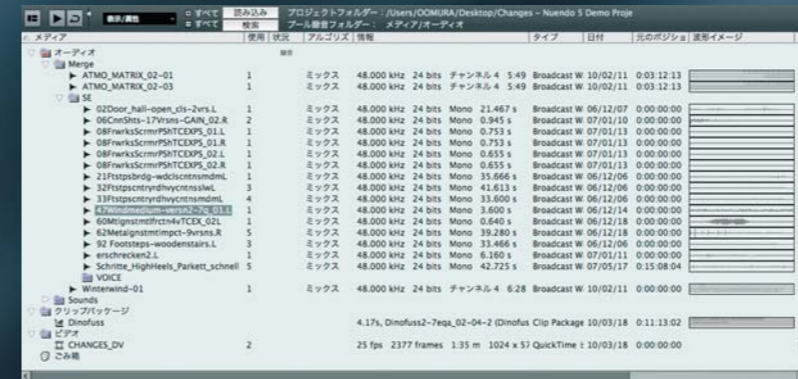 表示/属性 すべて 読み込み プロジェクトフォルダー：/Users/OOMURA/Desktop/Changes - Nuendo 5 Demo Proje
すべて 検索 プール録音フォルダー： メディア/オーディオ
メディア 使用 状況 アルゴリズ 情報 タイプ 日付 元のポジショ 波形イメージ
オーディオ 録音
Merge
ATMO_MATRIX_02-01 1 ミックス 48.000 kHz 24 bits チャンネル 4 5:49 Broadcast W 10/02/11 0:03:12:13
ATMO_MATRIX_02-03 1 ミックス 48.000 kHz 24 bits チャンネル 4 5:49 Broadcast W 10/02/11 0:03:12:13
SE
02Door_hall-open_cls-2vrs.L 1 ミックス 48.000 kHz 24 bits Mono 21.467 s Broadcast W 06/12/07 0:00:00:00
06CnnShts-17Vrsns-GAIN_02.R 2 ミックス 48.000 kHz 24 bits Mono 0.945 s Broadcast W 07/01/10 0:00:00:00
08FrwrksScrmrPShTCEXPS_01.L 1 ミックス 48.000 kHz 24 bits Mono 0.753 s Broadcast W 07/01/13 0:00:00:00
08FrwrksScrmrPShTCEXPS_01.R 1 ミックス 48.000 kHz 24 bits Mono 0.753 s Broadcast W 07/01/13 0:00:00:00
08FrwrksScrmrPShTCEXPS_02.L 1 ミックス 48.000 kHz 24 bits Mono 0.655 s Broadcast W 07/01/13 0:00:00:00
08FrwrksScrmrPShTCEXPS_02.R 1 ミックス 48.000 kHz 24 bits Mono 0.655 s Broadcast W 07/01/13 0:00:00:00
21Ftstpsbrdg-wdclscntnsmdmL 1 ミックス 48.000 kHz 24 bits Mono 35.666 s Broadcast W 06/12/06 0:00:00:00
32Ftstpscntryrdhvycntnsslwl 3 ミックス 48.000 kHz 24 bits Mono 41.613 s Broadcast W 06/12/06 0:00:00:00
33Ftstpscntryrdhvycntnsmdml 4 ミックス 48.000 kHz 24 bits Mono 33.600 s Broadcast W 06/12/06 0:00:00:00
47Windmedium-versn2-7q_01.L 1 ミックス 48.000 kHz 24 bits Mono 3.600 s Broadcast W 06/12/14 0:00:00:00
60Mtlgnstmtlfrctn4vTCEX_02L 1 ミックス 48.000 kHz 24 bits Mono 0.640 s Broadcast W 06/12/18 0:00:00:00
62Metalgnstmtimpct-9vrsns.R 5 ミックス 48.000 kHz 24 bits Mono 39.280 s Broadcast W 06/12/18 0:00:00:00
92 Footsteps-woodenstairs.L 3 ミックス 48.000 kHz 24 bits Mono 33.466 s Broadcast W 06/12/06 0:00:00:00
erschrecken2.L 1 ミックス 48.000 kHz 24 bits Mono 6.160 s Broadcast W 07/01/11 0:00:00:00
Schritte_HighHeels_Parkett_schnell 5 ミックス 48.000 kHz 24 bits Mono 42.725 s Broadcast W 07/05/17 0:15:08:04
VOICE
Winterwind-01 1 ミックス 48.000 kHz 24 bits チャンネル 4 6:28 Broadcast W 10/02/11 0:00:00:00
Sounds
クリップパッケージ
Dinofuss 4.17s, Dinofuss2-7eqa_02-04-2 (Dinofus Clip Package 10/03/18 0:11:13:02
ビデオ
CHANGES_DV 2 25 fps 2377 frames 1:35 m 1024 x 57 QuickTime 10/03/18 0:00:00:00
ごみ箱